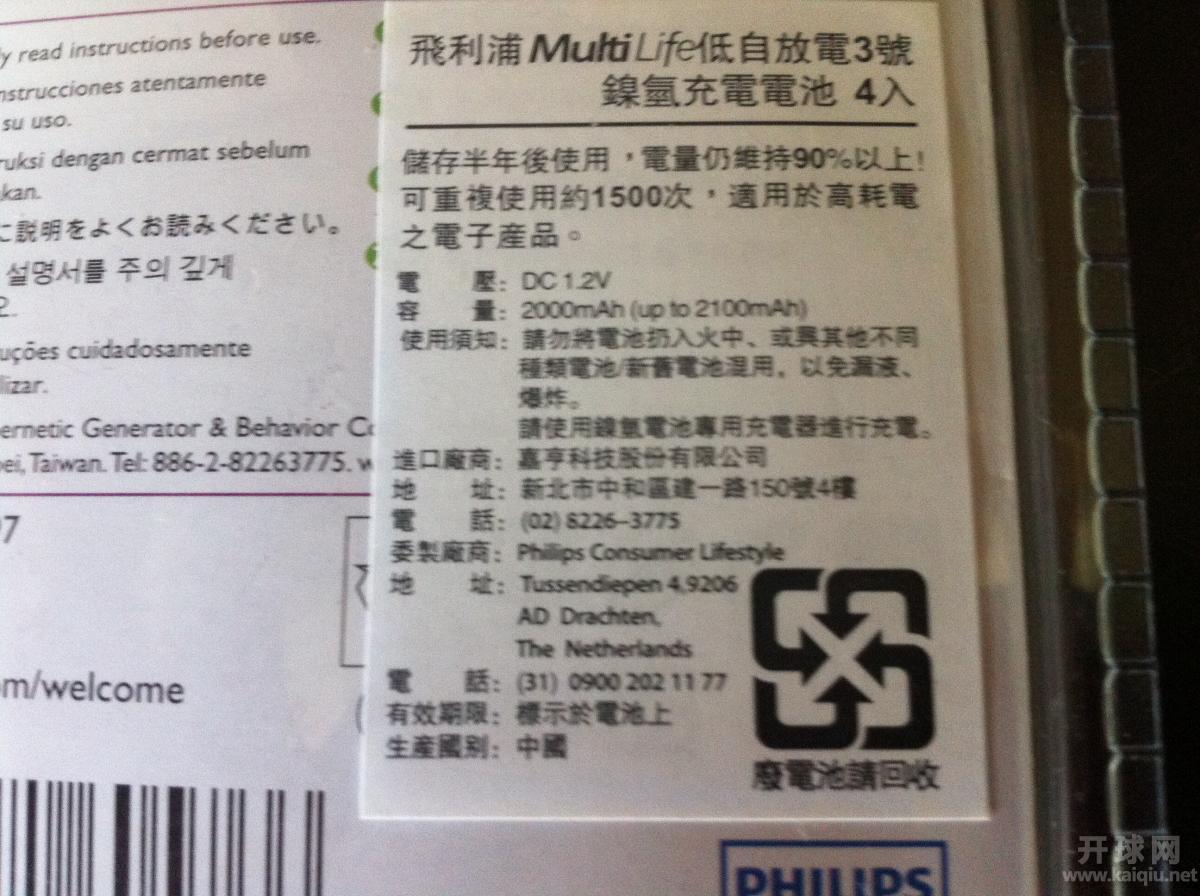 y read instructions before use.
nstrucciones atentamente
su uso.
ruksi dengan cermat sebelum
kan.
に説明をよくお読みください。
설명서를 주의 깊게
오.
uções cuidadosamente
lizar.
ernetic Generator & Behavior Co
ei, Taiwan. Tel: 886-2-82263775. w
7
m/welcome
飛利浦 MultiLife低自放電3號
鎳氫充電電池 4入
儲存半年後使用，電量仍維持90%以上!
可重複使用約1500次，適用於高耗電
之電子產品。
電 壓： DC 1.2V
容 量： 2000mAh (up to 2100mAh)
使用須知： 請勿將電池扔入火中、或與其他不同
種類電池/新舊電池混用，以免漏液、
爆炸。
請使用鎳氫電池專用充電器進行充電。
進口廠商： 嘉亨科技股份有限公司
地 址： 新北市中和區建一路150號4樓
電 話： (02) 8226–3775
委製廠商： Philips Consumer Lifestyle
地 址： Tussendiepen 4,9206
AD Drachten,
The Netherlands
電 話： (31) 0900 202 11 77
有效期限： 標示於電池上
生產國別： 中國
廢電池請回收
PHILIPS
开球网
www.kaiqiu.net